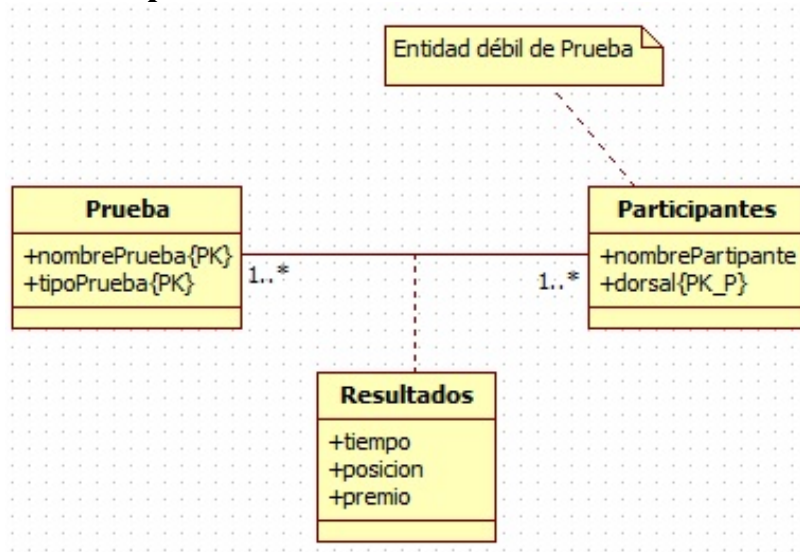 Entidad débil de Prueba
Prueba
+nombrePrueba{PK}
+tipoPrueba{PK}
1..*
1..*
Participantes
+nombrePartipante
+dorsal{PK_P}
Resultados
+tiempo
+posicion
+premio